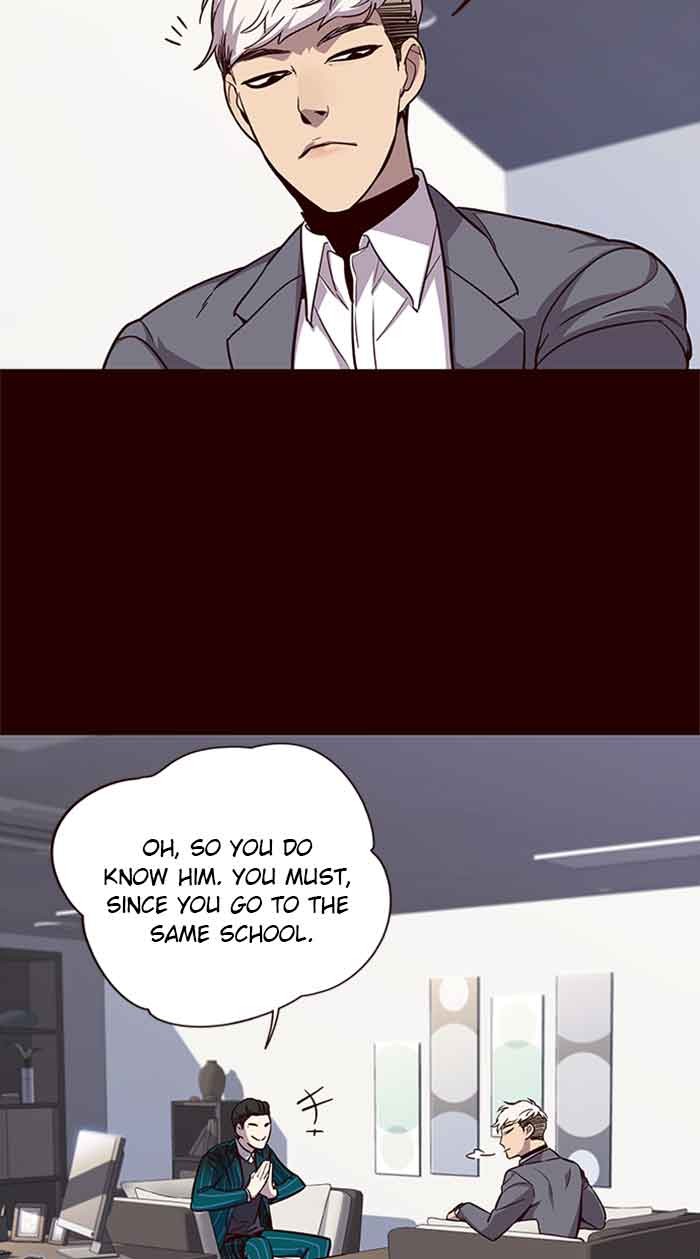 OH, SO YOU DO
KNOW HIM. YOU MUST,
SINCE YOU GO TO THE
SAME SCHOOL.